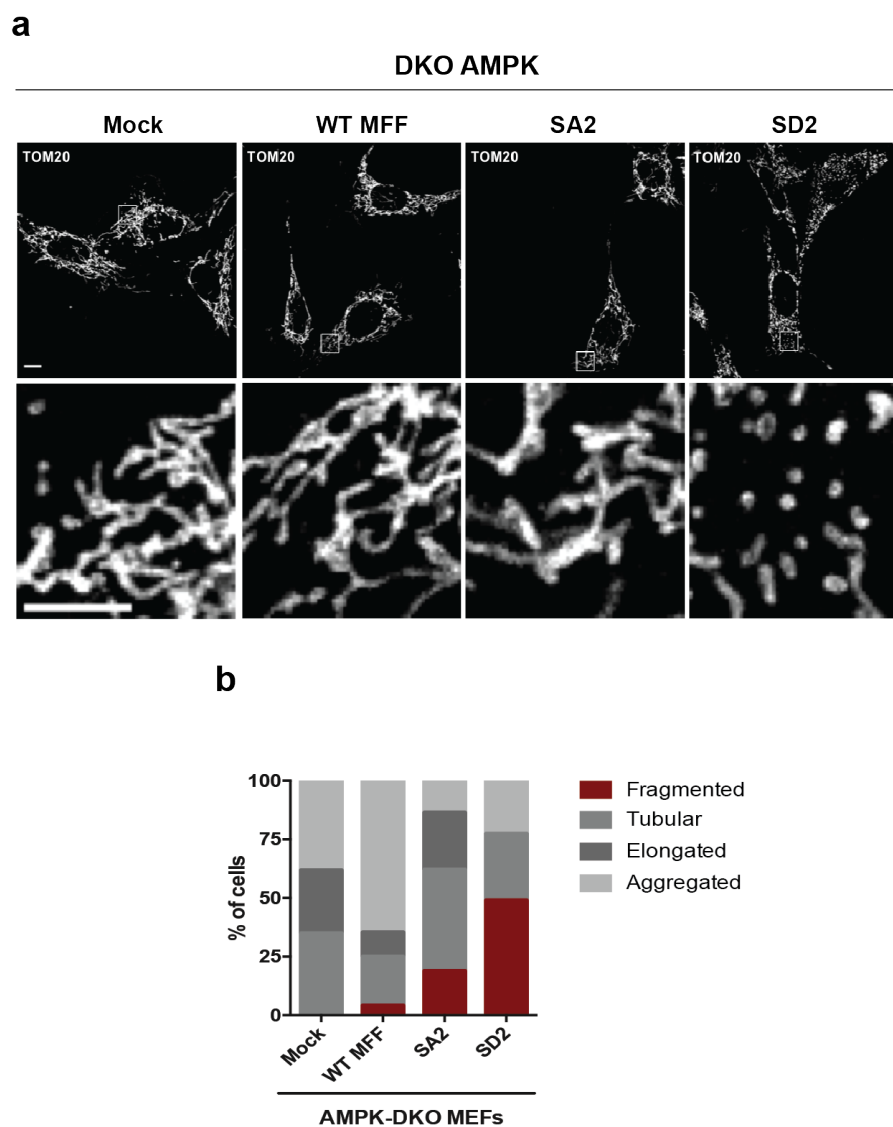 a
DKO AMPK
Mock WT MFF SA2 SD2
TOM20 TOM20 TOM20 TOM20
b
% of cells
100
75
50
25
0
Mock WT MFF SA2 SD2
AMPK-DKO MEFs
Fragmented
Tubular
Elongated
Aggregated